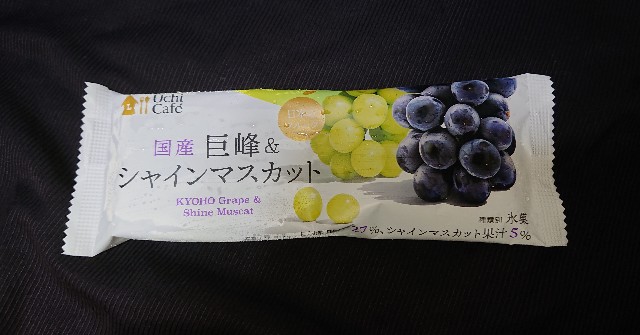 Uchi
Café
国産 巨峰&
シャインマスカット
KYOHO Grape &
Shine Muscat
種類別 氷菓
%、シャインマスカット果汁5%